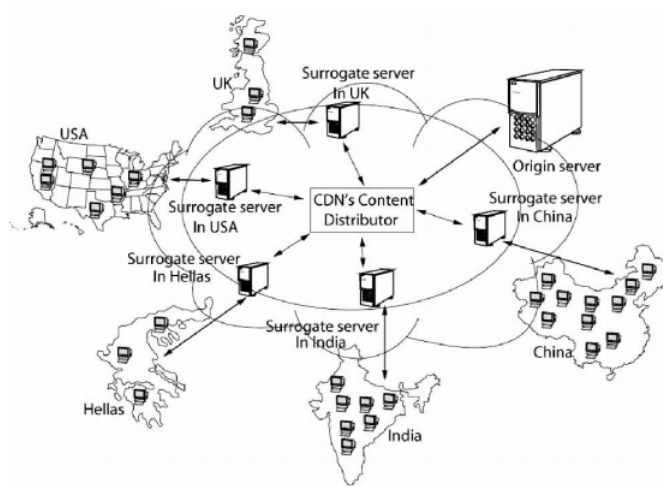 UK
Surrogate server
In UK
USA
Origin server
Surrogate server
In USA
CDN's Content
Distributor
Surrogate server
In China
Surrogate server
In Hellas
Surrogate server
In India
China
Hellas
India